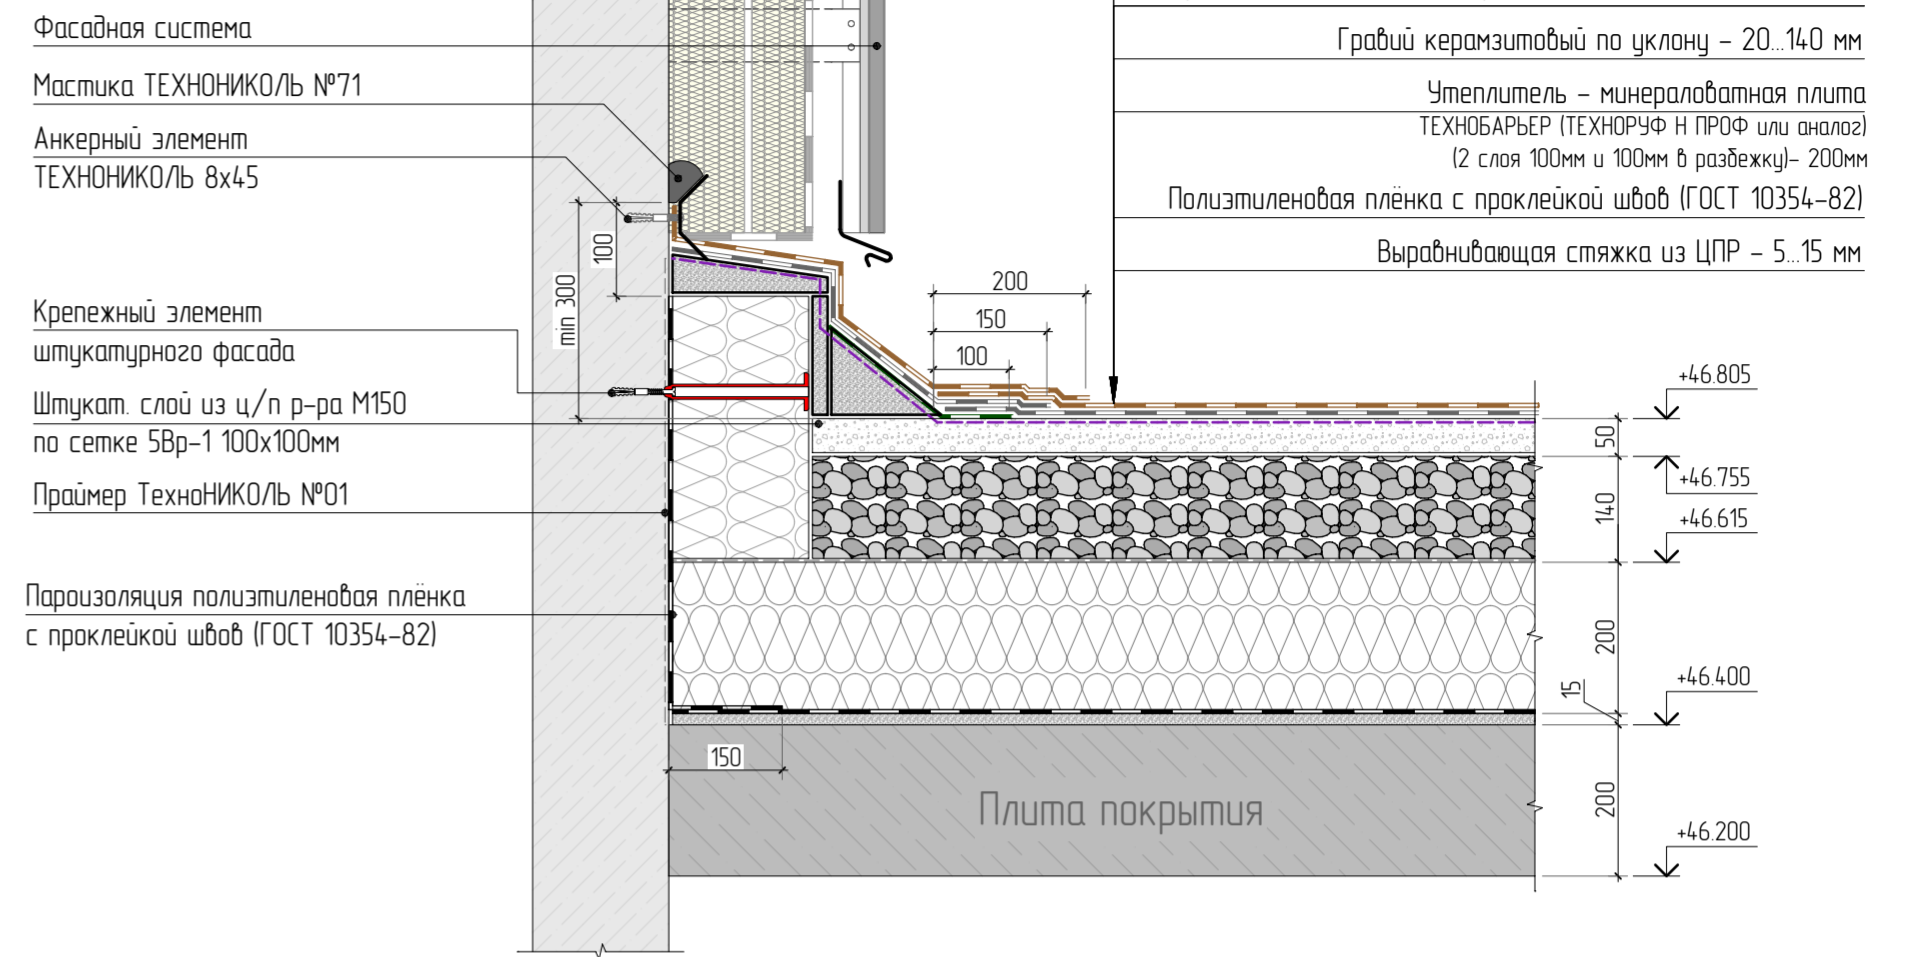 Фасадная система
Мастика ТЕХНОНИКОЛЬ №71
Анкерный элемент
ТЕХНОНИКОЛЬ 8х45
Крепежный элемент
штукатурного фасада
Штукат. слой из ц/п р-ра М150
по сетке 5Вр-1 100х100мм
Праймер ТехноНИКОЛЬ №01
Пароизоляция полиэтиленовая плёнка
с проклейкой швов (ГОСТ 10354-82)
Гравий керамзитовый по уклону - 20...140 мм
Утеплитель - минераловатная плита
ТЕХНОБАРЬЕР (ТЕХНОРУФ Н ПРОФ или аналог)
(2 слоя 100мм и 100мм в разбежку)- 200мм
Полиэтиленовая плёнка с проклейкой швов (ГОСТ 10354-82)
Выравнивающая стяжка из ЦПР - 5...15 мм
100
min 300
200
150
100
150
Плита покрытия
50
140
200
15
200
+46.805
+46.755
+46.615
+46.400
+46.200